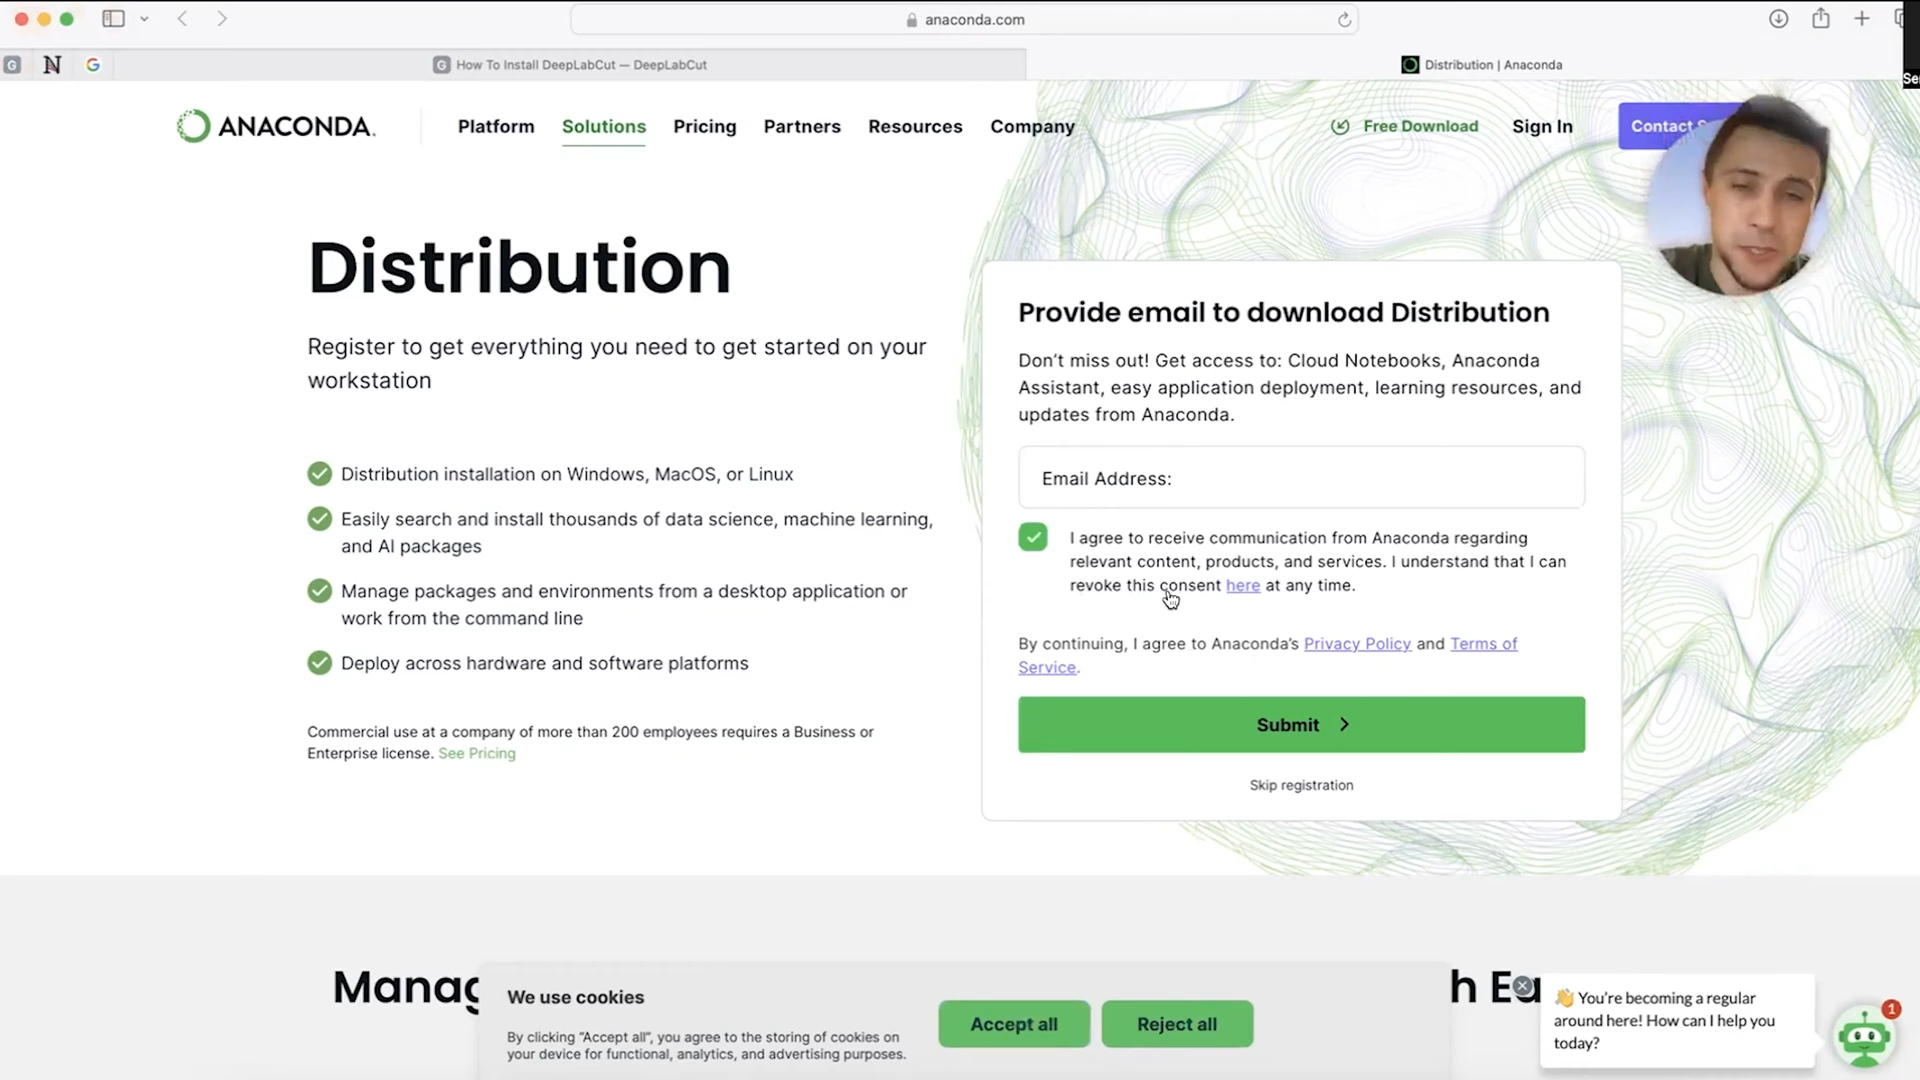 anaconda.com
G
N
G
G How To Install DeepLabCut — DeepLabCut
Distribution | Anaconda
Se
ANACONDA.
Platform
Solutions
Pricing
Partners
Resources
Company
Free Download
Sign In
Contact S
Distribution
Register to get everything you need to get started on your
workstation
Distribution installation on Windows, MacOS, or Linux
Easily search and install thousands of data science, machine learning,
and AI packages
Manage packages and environments from a desktop application or
work from the command line
Deploy across hardware and software platforms
Commercial use at a company of more than 200 employees requires a Business or
Enterprise license. See Pricing
Provide email to download Distribution
Don’t miss out! Get access to: Cloud Notebooks, Anaconda
Assistant, easy application deployment, learning resources, and
updates from Anaconda.
Email Address:
I agree to receive communication from Anaconda regarding
relevant content, products, and services. I understand that I can
revoke this consent here at any time.
By continuing, I agree to Anaconda’s Privacy Policy and Terms of
Service.
Submit
Skip registration
Manag
h Ea
We use cookies
By clicking “Accept all”, you agree to the storing of cookies on
your device for functional, analytics, and advertising purposes.
Accept all
Reject all
👋 You’re becoming a regular
around here! How can I help you
today?
1